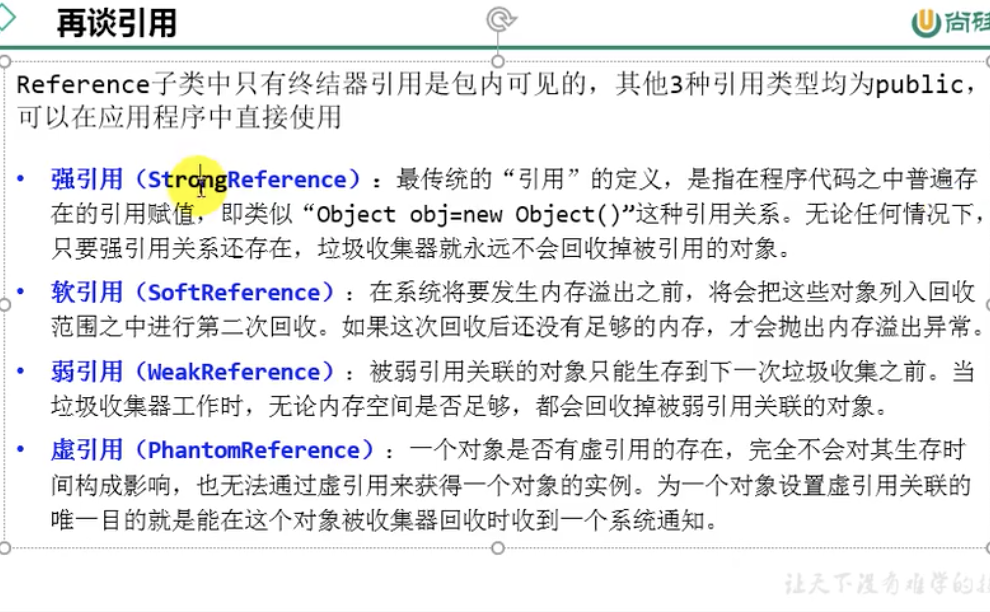 再谈引用
尚硅
Reference子类中只有终结器引用是包内可见的，其他3种引用类型均为public，
可以在应用程序中直接使用
• 强引用（StrongReference）：最传统的“引用”的定义，是指在程序代码之中普遍存
在的引用赋值，即类似“Object obj=new Object()”这种引用关系。无论任何情况下，
只要强引用关系还存在，垃圾收集器就永远不会回收掉被引用的对象。
• 软引用（SoftReference）：在系统将要发生内存溢出之前，将会把这些对象列入回收
范围之中进行第二次回收。如果这次回收后还没有足够的内存，才会抛出内存溢出异常。
• 弱引用（WeakReference）：被弱引用关联的对象只能生存到下一次垃圾收集之前。当
垃圾收集器工作时，无论内存空间是否足够，都会回收掉被弱引用关联的对象。
• 虚引用（PhantomReference）：一个对象是否有虚引用的存在，完全不会对其生存时
间构成影响，也无法通过虚引用来获得一个对象的实例。为一个对象设置虚引用关联的
唯一目的就是能在这个对象被收集器回收时收到一个系统通知。
让天下没有难学的技